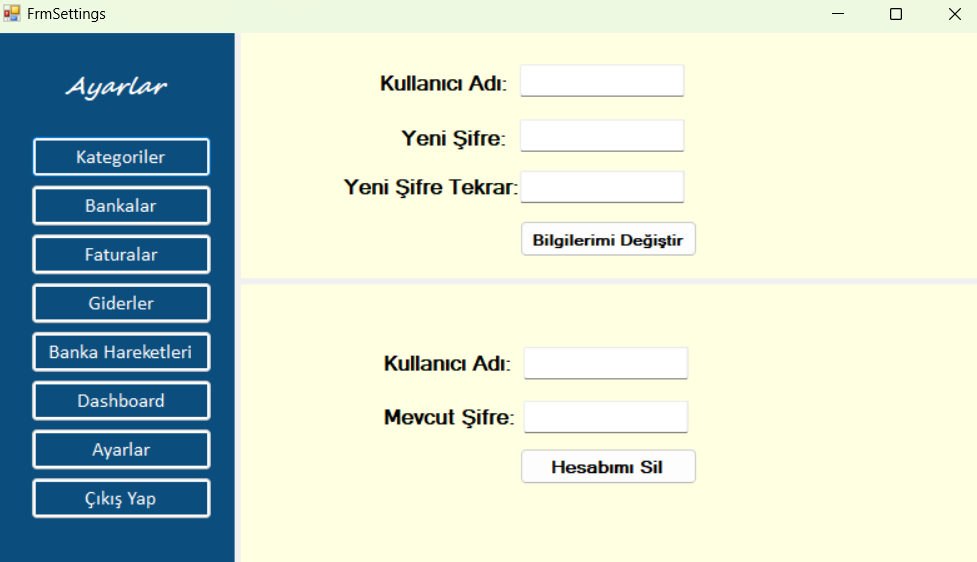 FrmSettings
Ayarlar
Kategoriler
Bankalar
Faturalar
Giderler
Banka Hareketleri
Dashboard
Ayarlar
Çıkış Yap
Kullanıcı Adı:
Yeni Şifre:
Yeni Şifre Tekrar:
Bilgilerimi Değiştir
Kullanıcı Adı:
Mevcut Şifre:
Hesabımı Sil